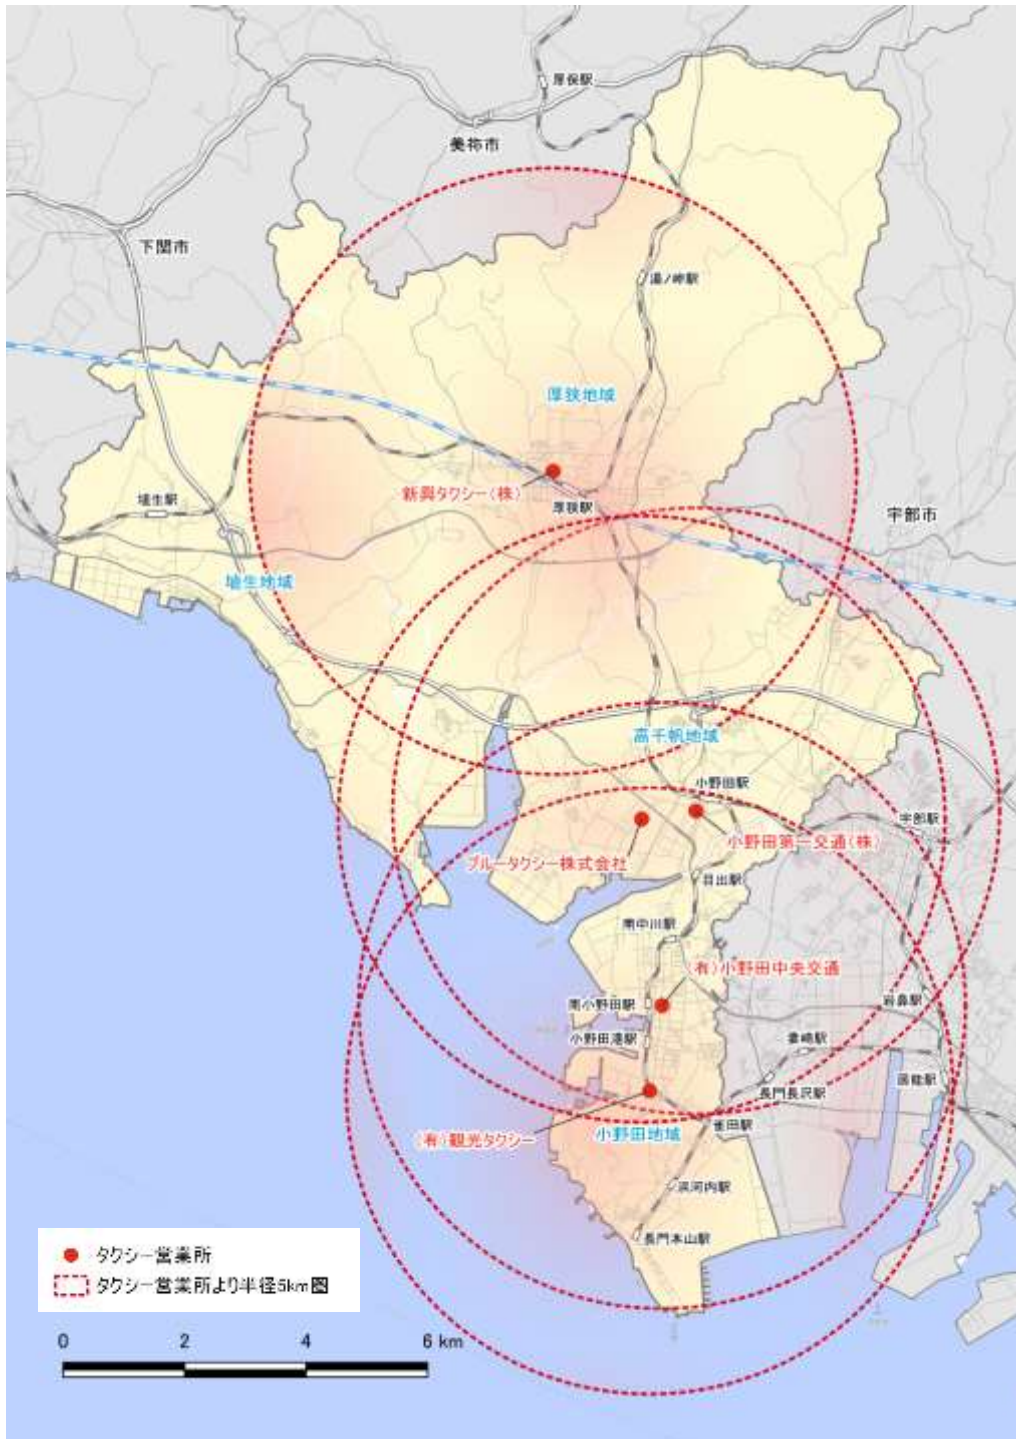 厚保駅
美祢市
下関市
湯ノ峠駅
厚狭地域
新興タクシー(株)
厚狭駅
埴生駅
宇部市
埴生地域
高千帆地域
小野田駅
宇部駅
小野田第一交通(株)
ブルータクシー株式会社
目出駅
南中川駅
(有)小野田中央交通
南小野田駅
岩鼻駅
小野田港駅
妻崎駅
居能駅
長門長沢駅
(有)観光タクシー
小野田地域
雀田駅
浜河内駅
長門本山駅
タクシー営業所
タクシー営業所より半径5km圏
0 2 4 6 km